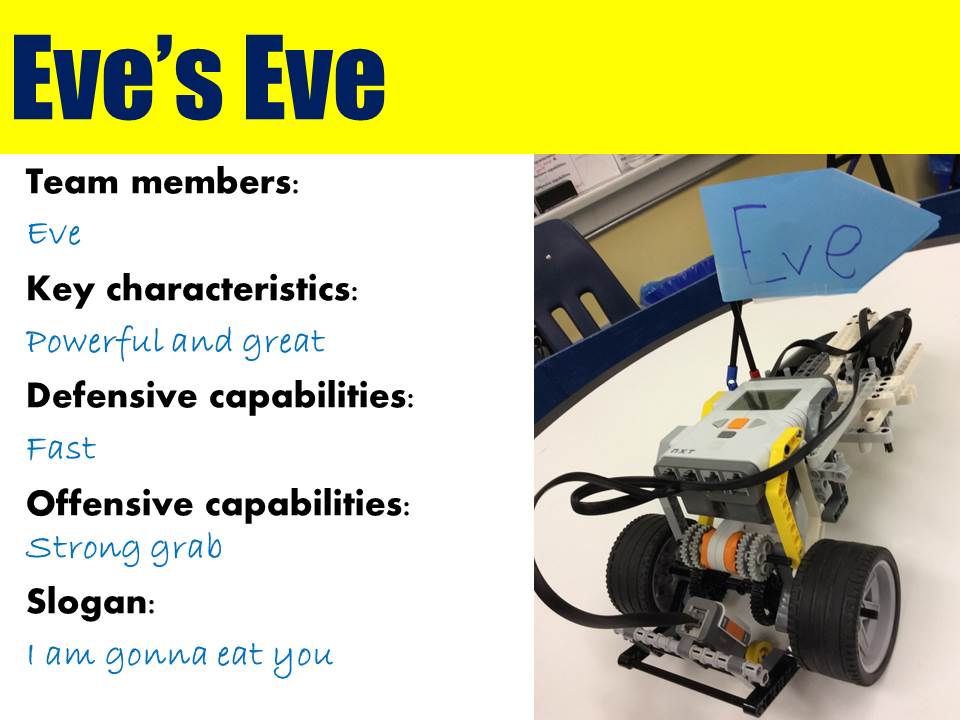 Eve's Eve
Team members:
Eve
Key characteristics:
Powerful and great
Defensive capabilities:
Fast
Offensive capabilities:
Strong grab
Slogan:
I am gonna eat you
Eve
NXT